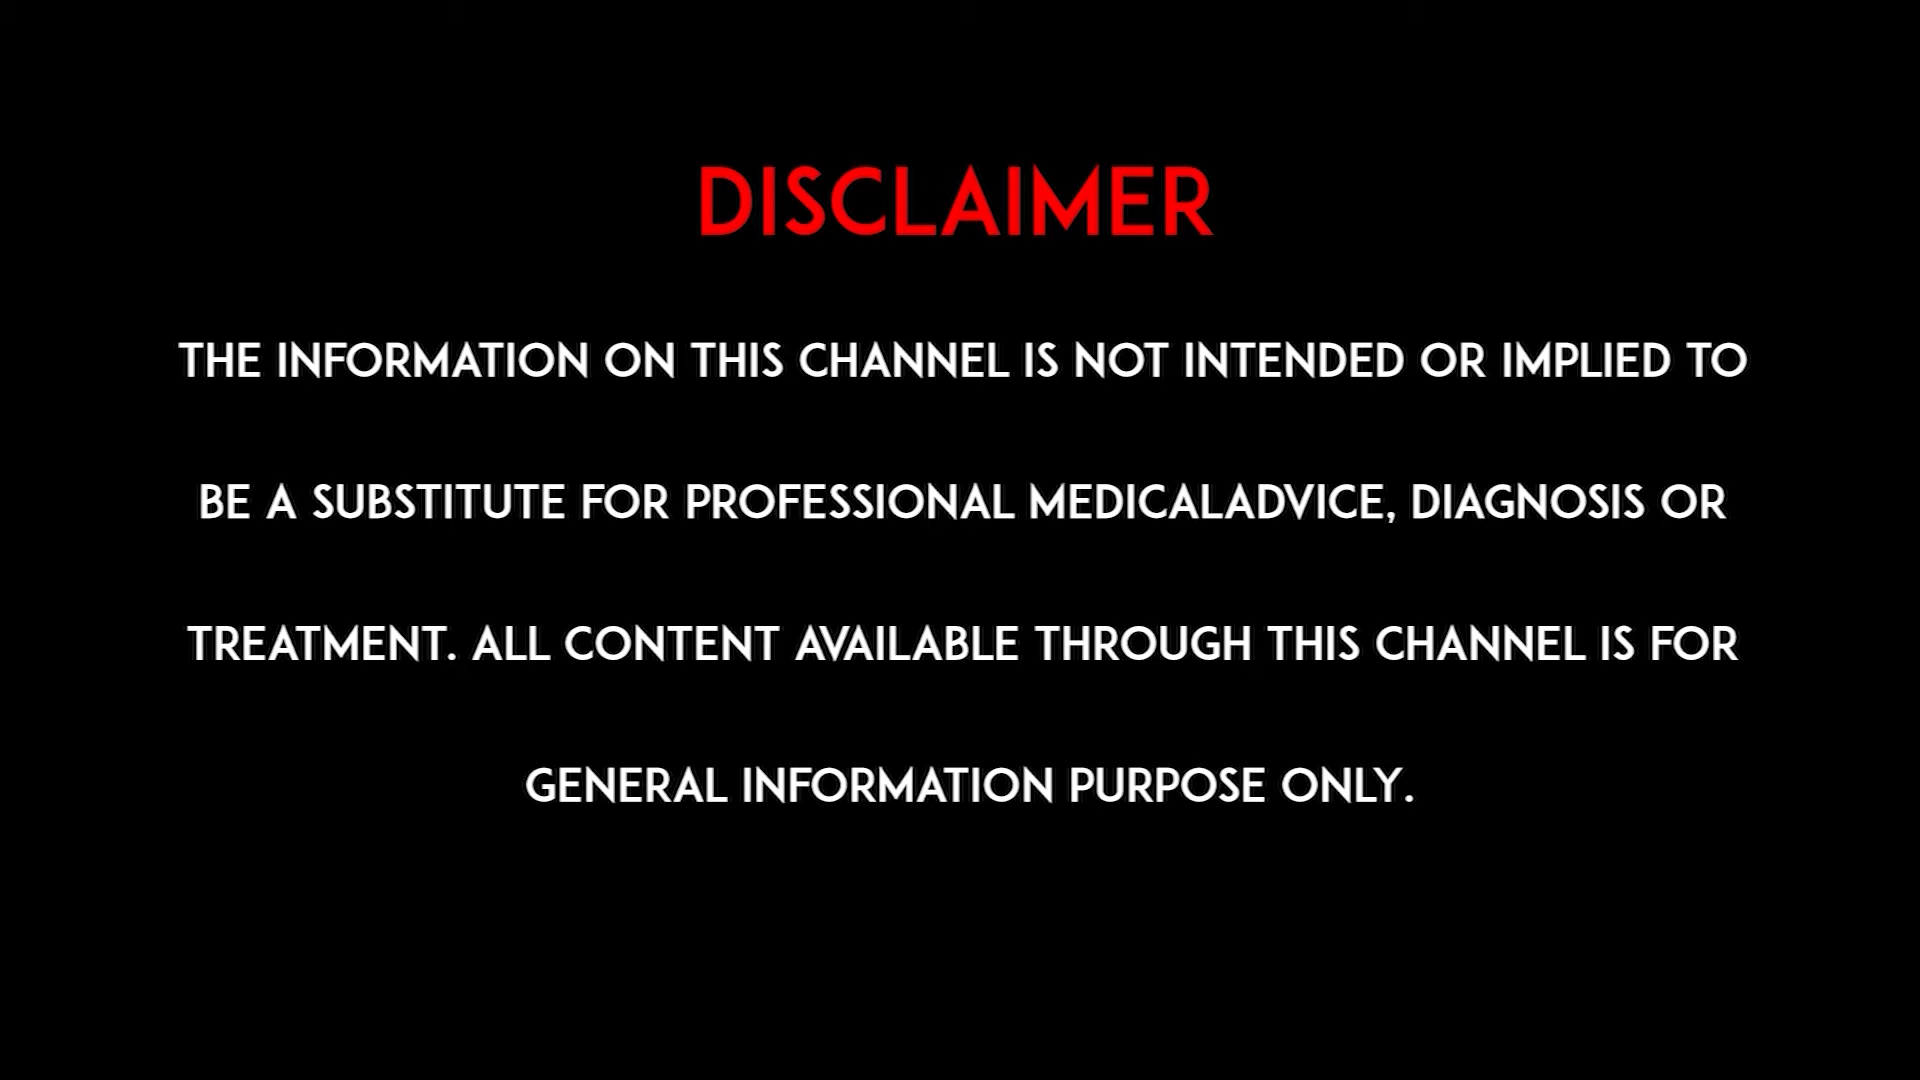 DISCLAIMER
THE INFORMATION ON THIS CHANNEL IS NOT INTENDED OR IMPLIED TO
BE A SUBSTITUTE FOR PROFESSIONAL MEDICALADVICE, DIAGNOSIS OR
TREATMENT. ALL CONTENT AVAILABLE THROUGH THIS CHANNEL IS FOR
GENERAL INFORMATION PURPOSE ONLY.